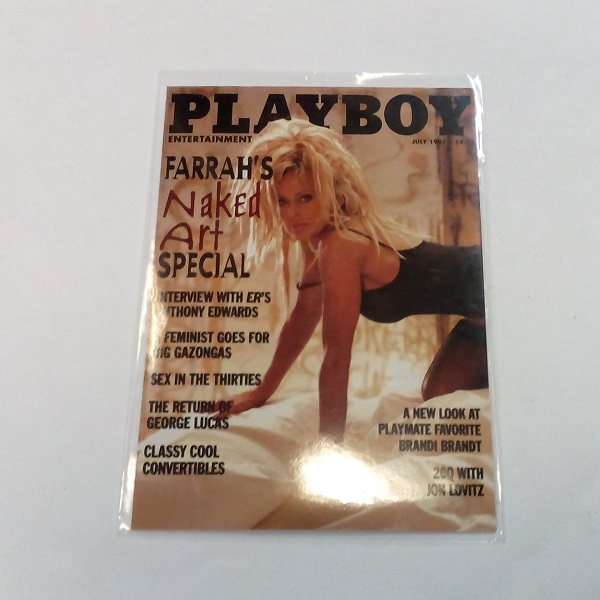 PLAYBOY
ENTERTAINMENT
JULY 1997
FARRAH'S
Naked
Art
SPECIAL
INTERVIEW WITH ER'S
ANTHONY EDWARDS
A FEMINIST GOES FOR
BIG GAZONGAS
SEX IN THE THIRTIES
THE RETURN OF
GEORGE LUCAS
CLASSY COOL
CONVERTIBLES
A NEW LOOK AT
PLAYMATE FAVORITE
BRANDI BRANDT
20Q WITH
JON LOVITZ